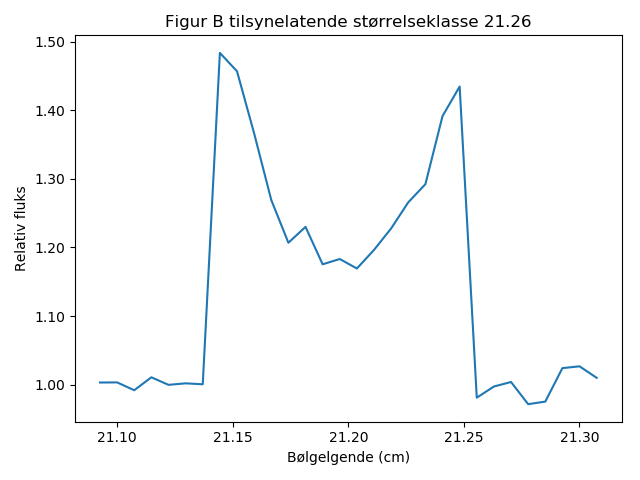 Figur B tilsynelatende størrelseklasse 21.26
1.50
1.40
1.30
1.20
1.10
1.00
Relativ fluks
21.10 21.15 21.20 21.25 21.30
Bølgelgende (cm)